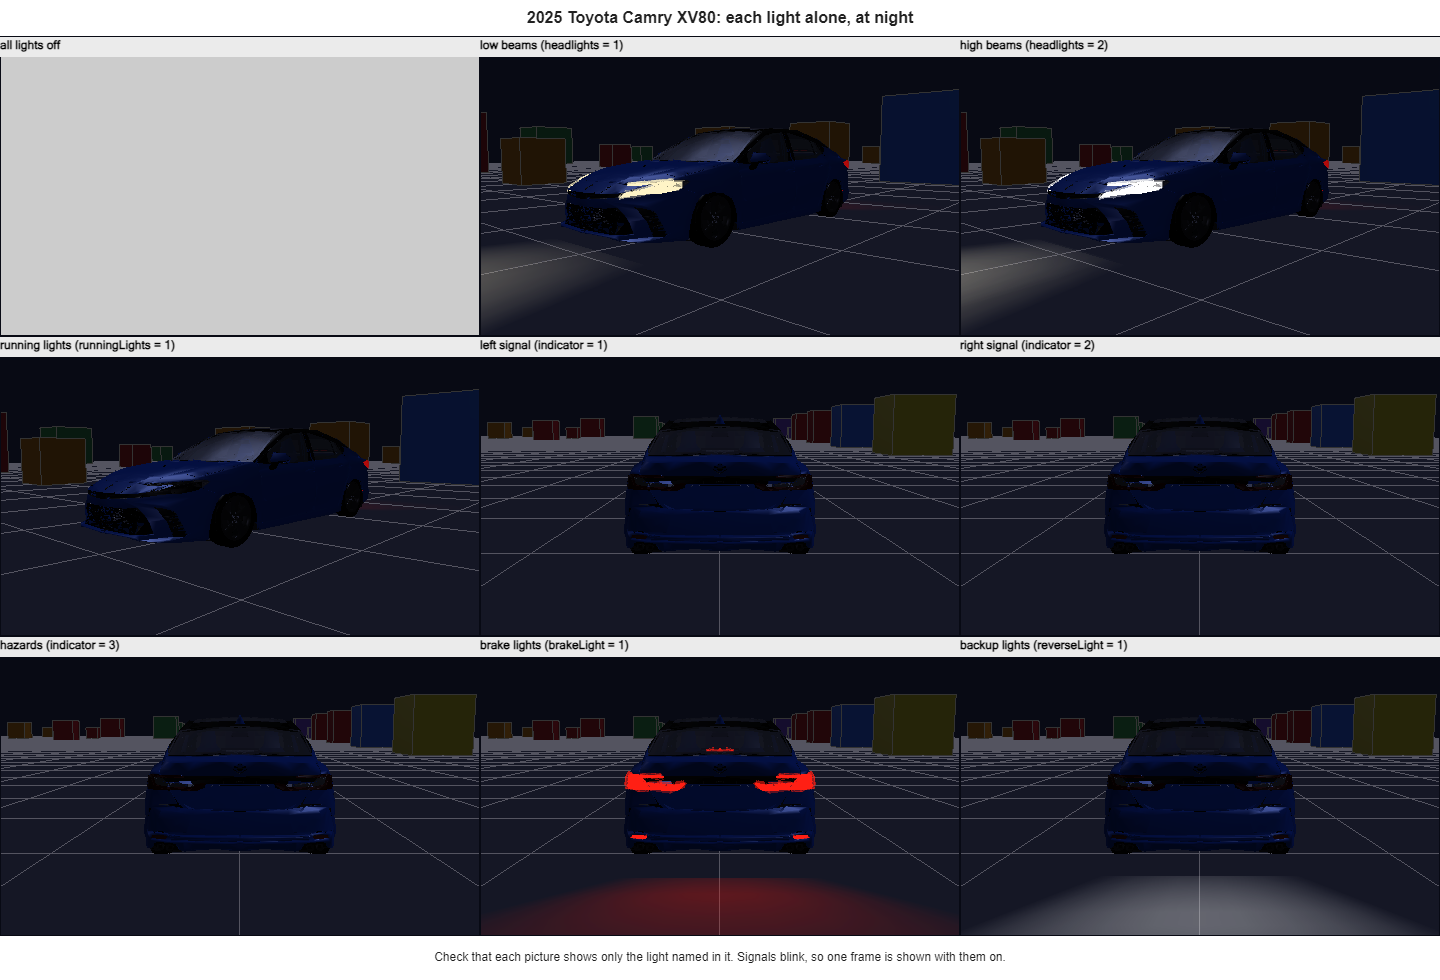 2025 Toyota Camry XV80: each light alone, at night
all lights off
low beams (headlights = 1)
high beams (headlights = 2)
running lights (runningLights = 1)
left signal (indicator = 1)
right signal (indicator = 2)
hazards (indicator = 3)
brake lights (brakeLight = 1)
backup lights (reverseLight = 1)
Check that each picture shows only the light named in it. Signals blink, so one frame is shown with them on.